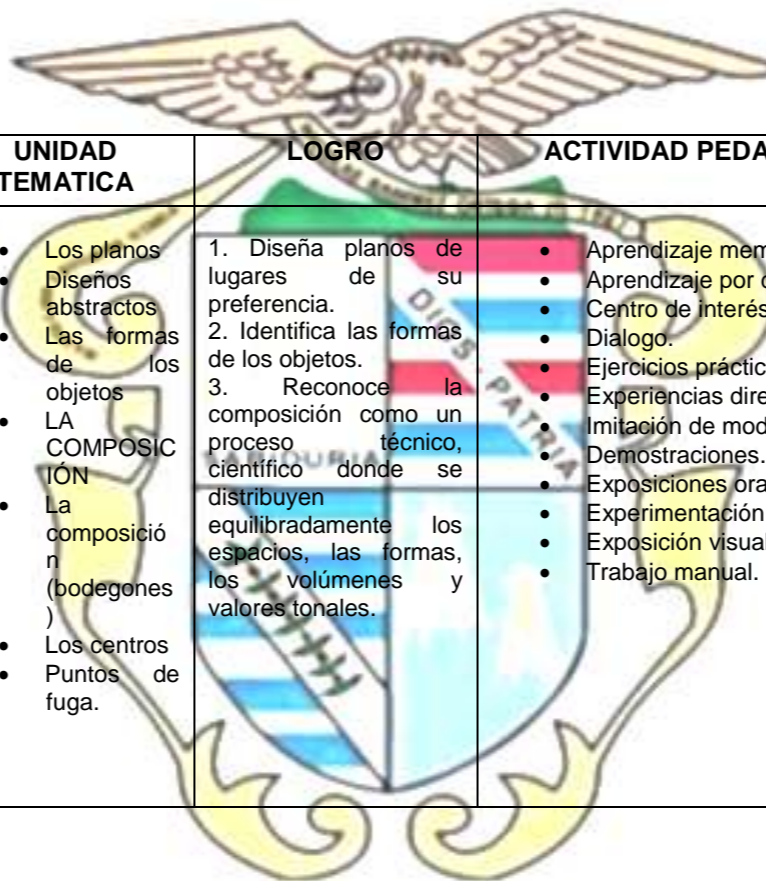 UNIDAD
TEMATICA
LOGRO
ACTIVIDAD PEDA
Los planos
Diseños
abstractos
Las formas
de los
objetos
LA
COMPOSIC
IÓN
La
composició
n
(bodegones
)
Los centros
Puntos de
fuga.
1. Diseña planos de
lugares de su
preferencia.
2. Identifica las formas
de los objetos.
3. Reconoce la
composición como un
proceso técnico,
científico donde se
distribuyen
equilibradamente los
espacios, las formas,
los volúmenes y
valores tonales.
Aprendizaje mem
Aprendizaje por
Centro de interés
Dialogo.
Ejercicios práctic
Experiencias dire
Imitación de mod
Demostraciones.
Exposiciones ora
Experimentación
Exposición visual
Trabajo manual.
DIOS - PATRIA
SABIDURIA